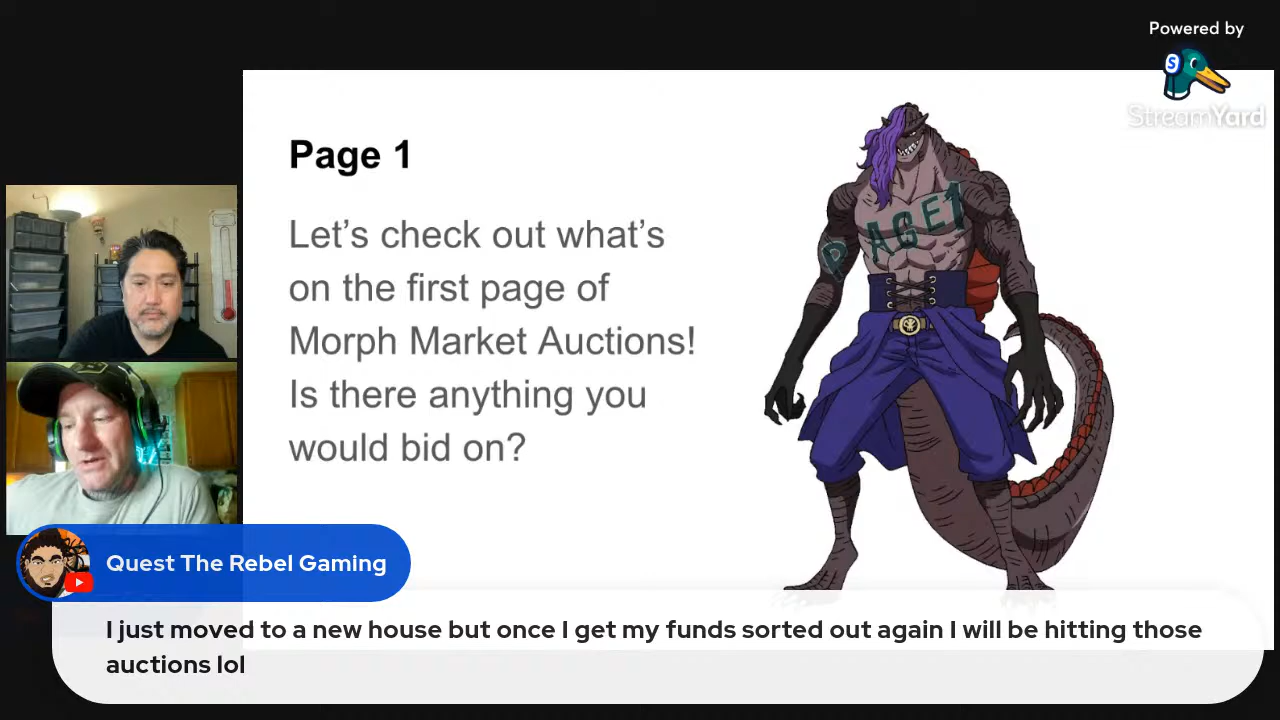 Powered by
S
StreamYard
Page 1
Let's check out what's
on the first page of
Morph Market Auctions!
Is there anything you
would bid on?
PAGE1
Quest The Rebel Gaming
I just moved to a new house but once I get my funds sorted out again I will be hitting those
auctions lol